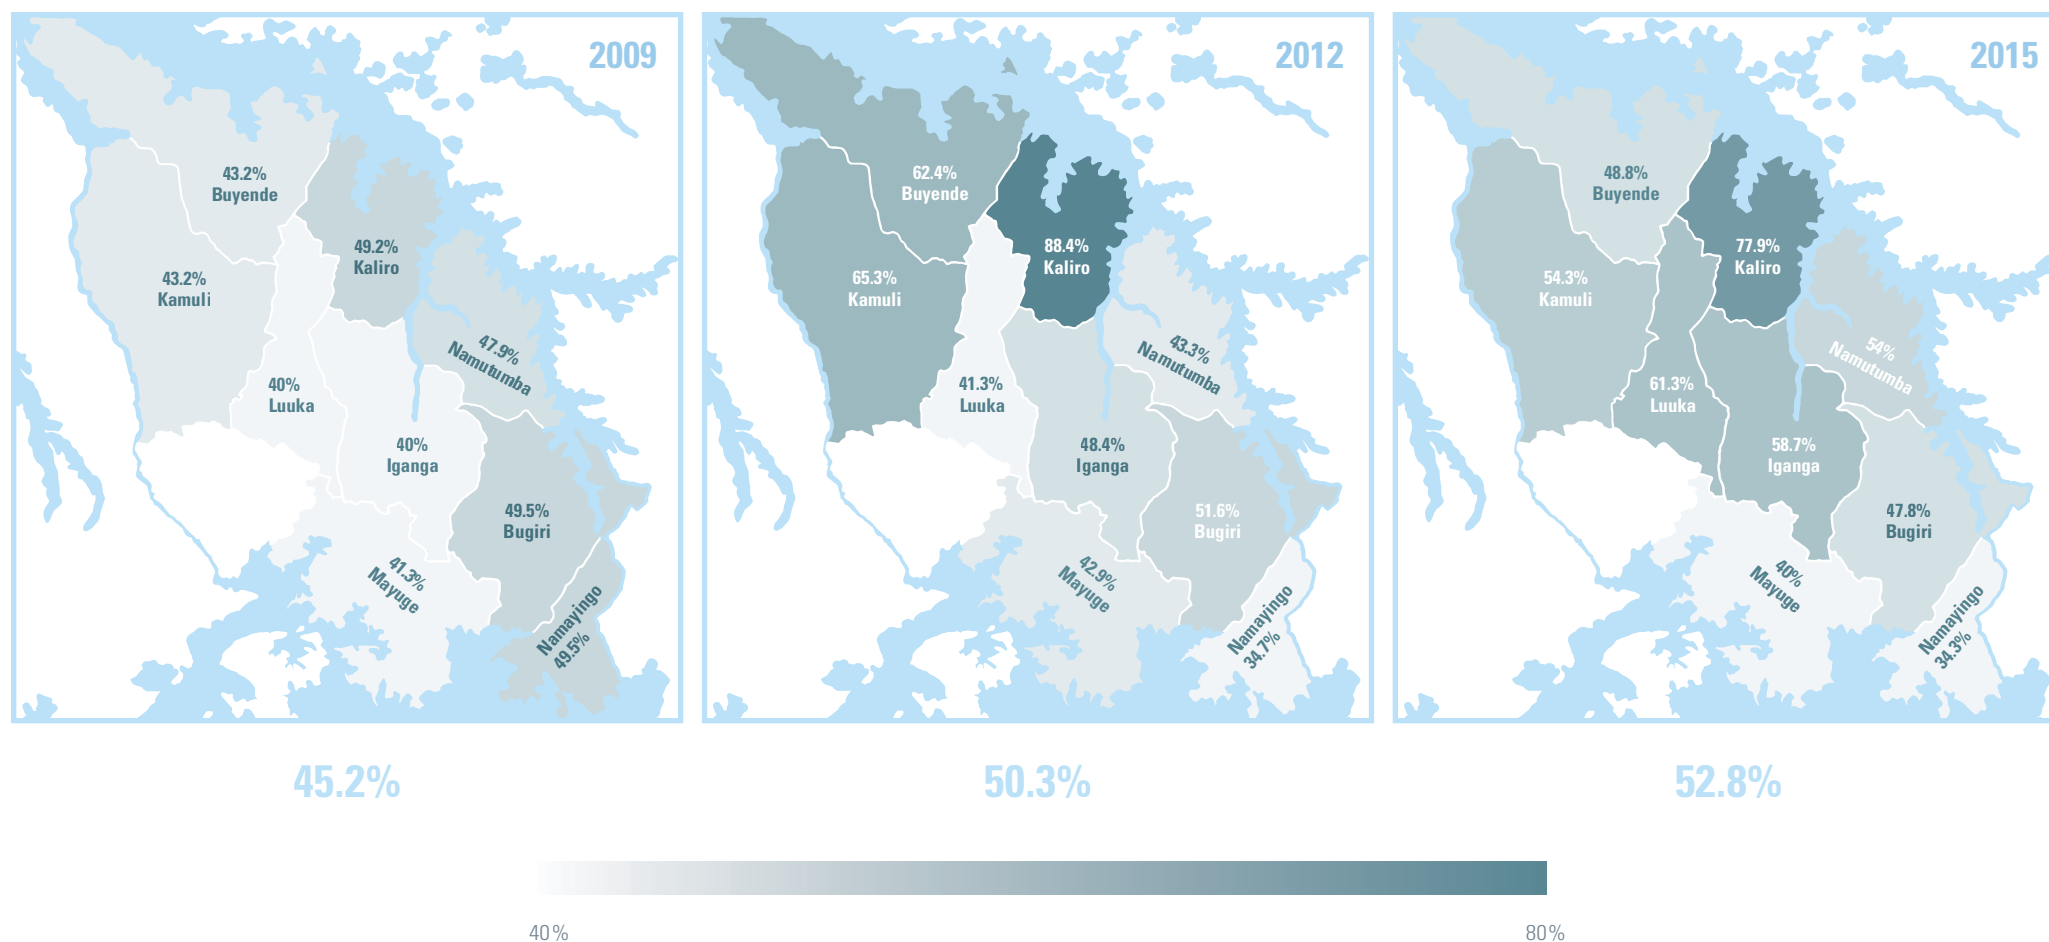 2009
43.2%
Buyende
49.2%
Kaliro
43.2%
Kamuli
47.9%
Namutumba
40%
Luuka
40%
Iganga
49.5%
Bugiri
41.3%
Mayuge
Namayingo
49.5%
45.2%
2012
62.4%
Buyende
88.4%
Kaliro
65.3%
Kamuli
43.3%
Namutumba
41.3%
Luuka
48.4%
Iganga
51.6%
Bugiri
42.9%
Mayuge
Namayingo
34.7%
50.3%
2015
48.8%
Buyende
77.9%
Kaliro
54.3%
Kamuli
54%
Namutumba
61.3%
Luuka
58.7%
Iganga
47.8%
Bugiri
40%
Mayuge
Namayingo
34.3%
52.8%
40%
80%